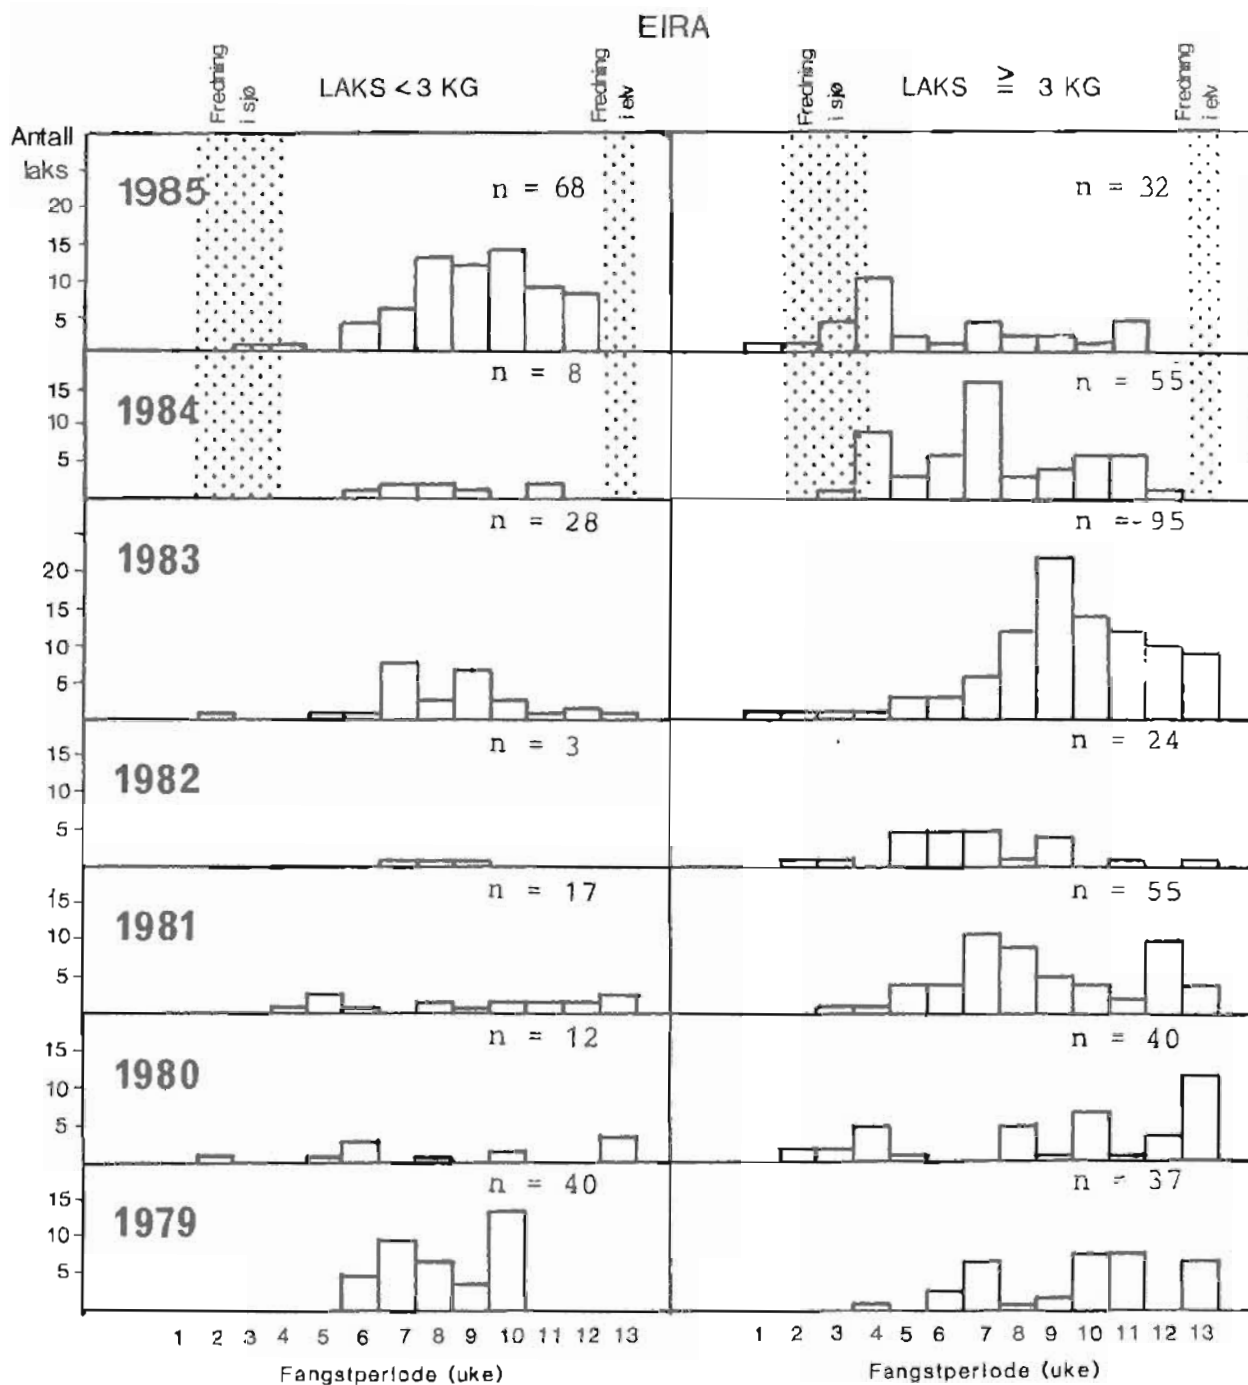 EIRA
Fredning
i sjø
LAKS < 3 KG
Fredning
i elv
Fredning
i sjø
LAKS ≧ 3 KG
Fredning
i elv
Antall
laks
1985
n = 68
n = 32
20
15
10
5
1984
n = 8
n = 55
15
10
5
1983
n = 28
n = 95
20
15
10
5
1982
n = 3
n = 24
15
10
5
1981
n = 17
n = 55
15
10
5
1980
n = 12
n = 40
15
10
5
1979
n = 40
n = 37
15
10
5
1 2 3 4 5 6 7 8 9 10 11 12 13
1 2 3 4 5 6 7 8 9 10 11 12 13
Fangstperiode (uke)
Fangstperiode (uke)